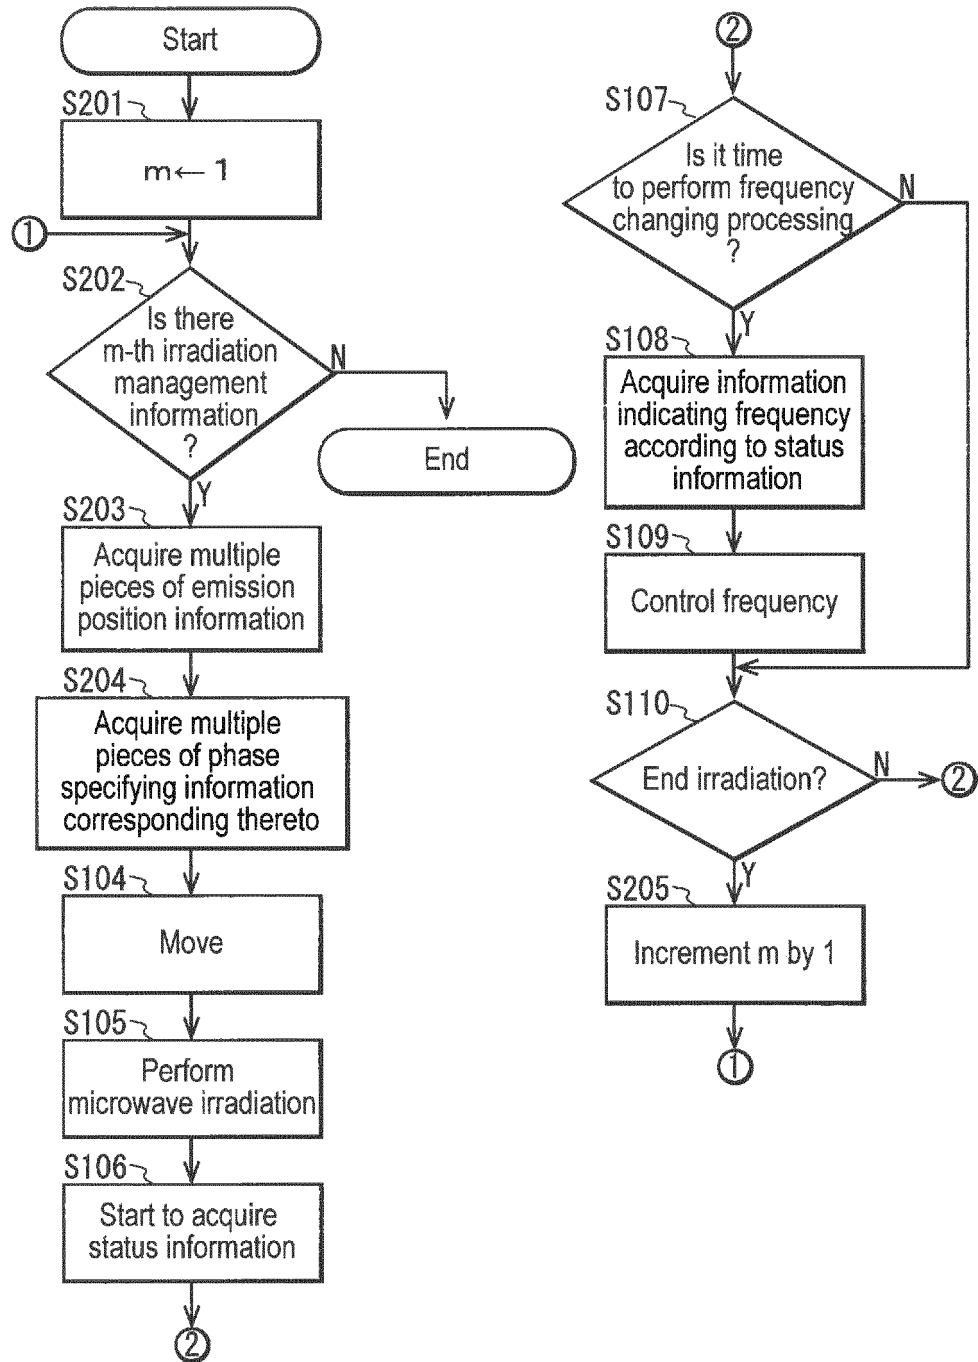 Start
S201
m ← 1
1
S202
Is there
m-th irradiation
management
information
?
N
End
Y
S203
Acquire multiple
pieces of emission
position information
S204
Acquire multiple
pieces of phase
specifying information
corresponding thereto
S104
Move
S105
Perform
microwave irradiation
S106
Start to acquire
status information
2
2
S107
Is it time
to perform frequency
changing processing
?
N
Y
S108
Acquire information
indicating frequency
according to status
information
S109
Control frequency
S110
End irradiation?
N
2
Y
S205
Increment m by 1
1